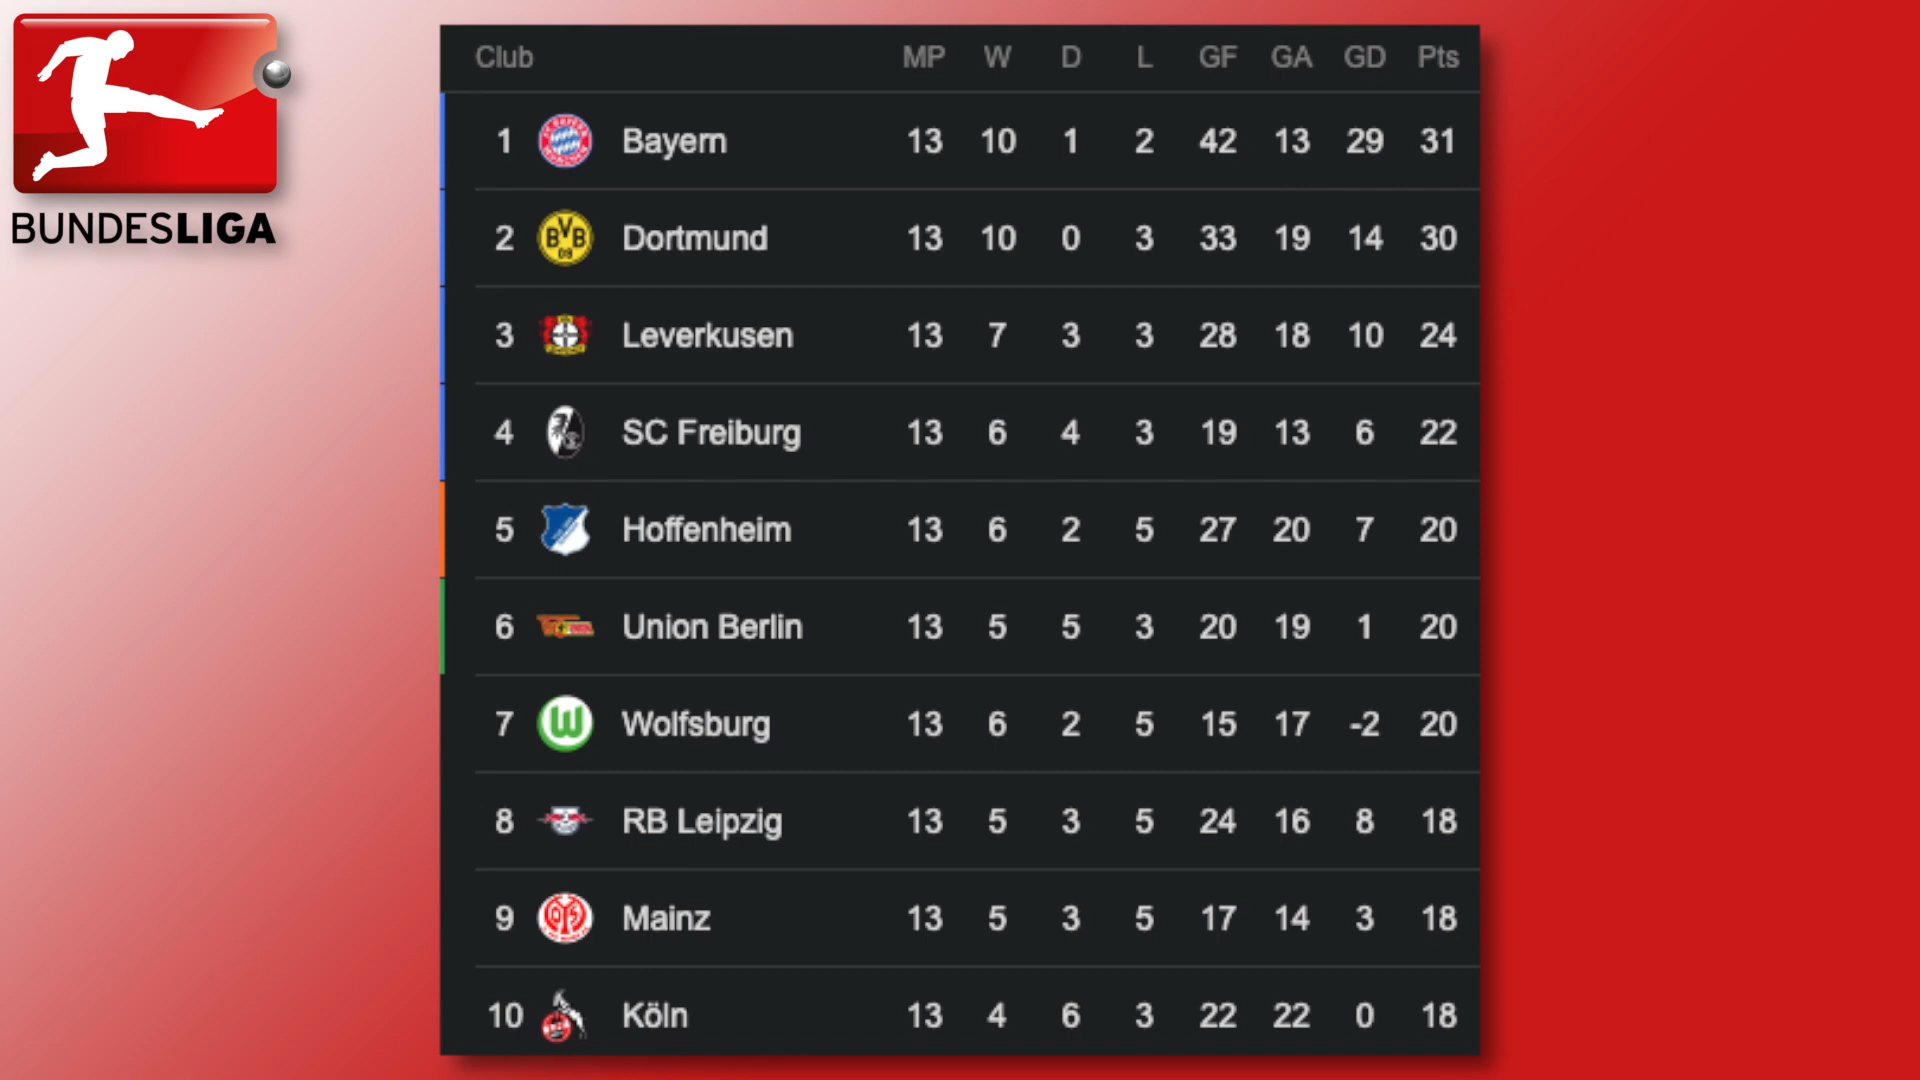 BUNDESLIGA
Club MP W D L GF GA GD Pts
1 Bayern 13 10 1 2 42 13 29 31
2 BVB 09 Dortmund 13 10 0 3 33 19 14 30
3 Leverkusen 13 7 3 3 28 18 10 24
4 SC Freiburg 13 6 4 3 19 13 6 22
5 Hoffenheim 13 6 2 5 27 20 7 20
6 Union Berlin 13 5 5 3 20 19 1 20
7 W Wolfsburg 13 6 2 5 15 17 -2 20
8 RB Leipzig 13 5 3 5 24 16 8 18
9 Mainz 13 5 3 5 17 14 3 18
10 Köln 13 4 6 3 22 22 0 18